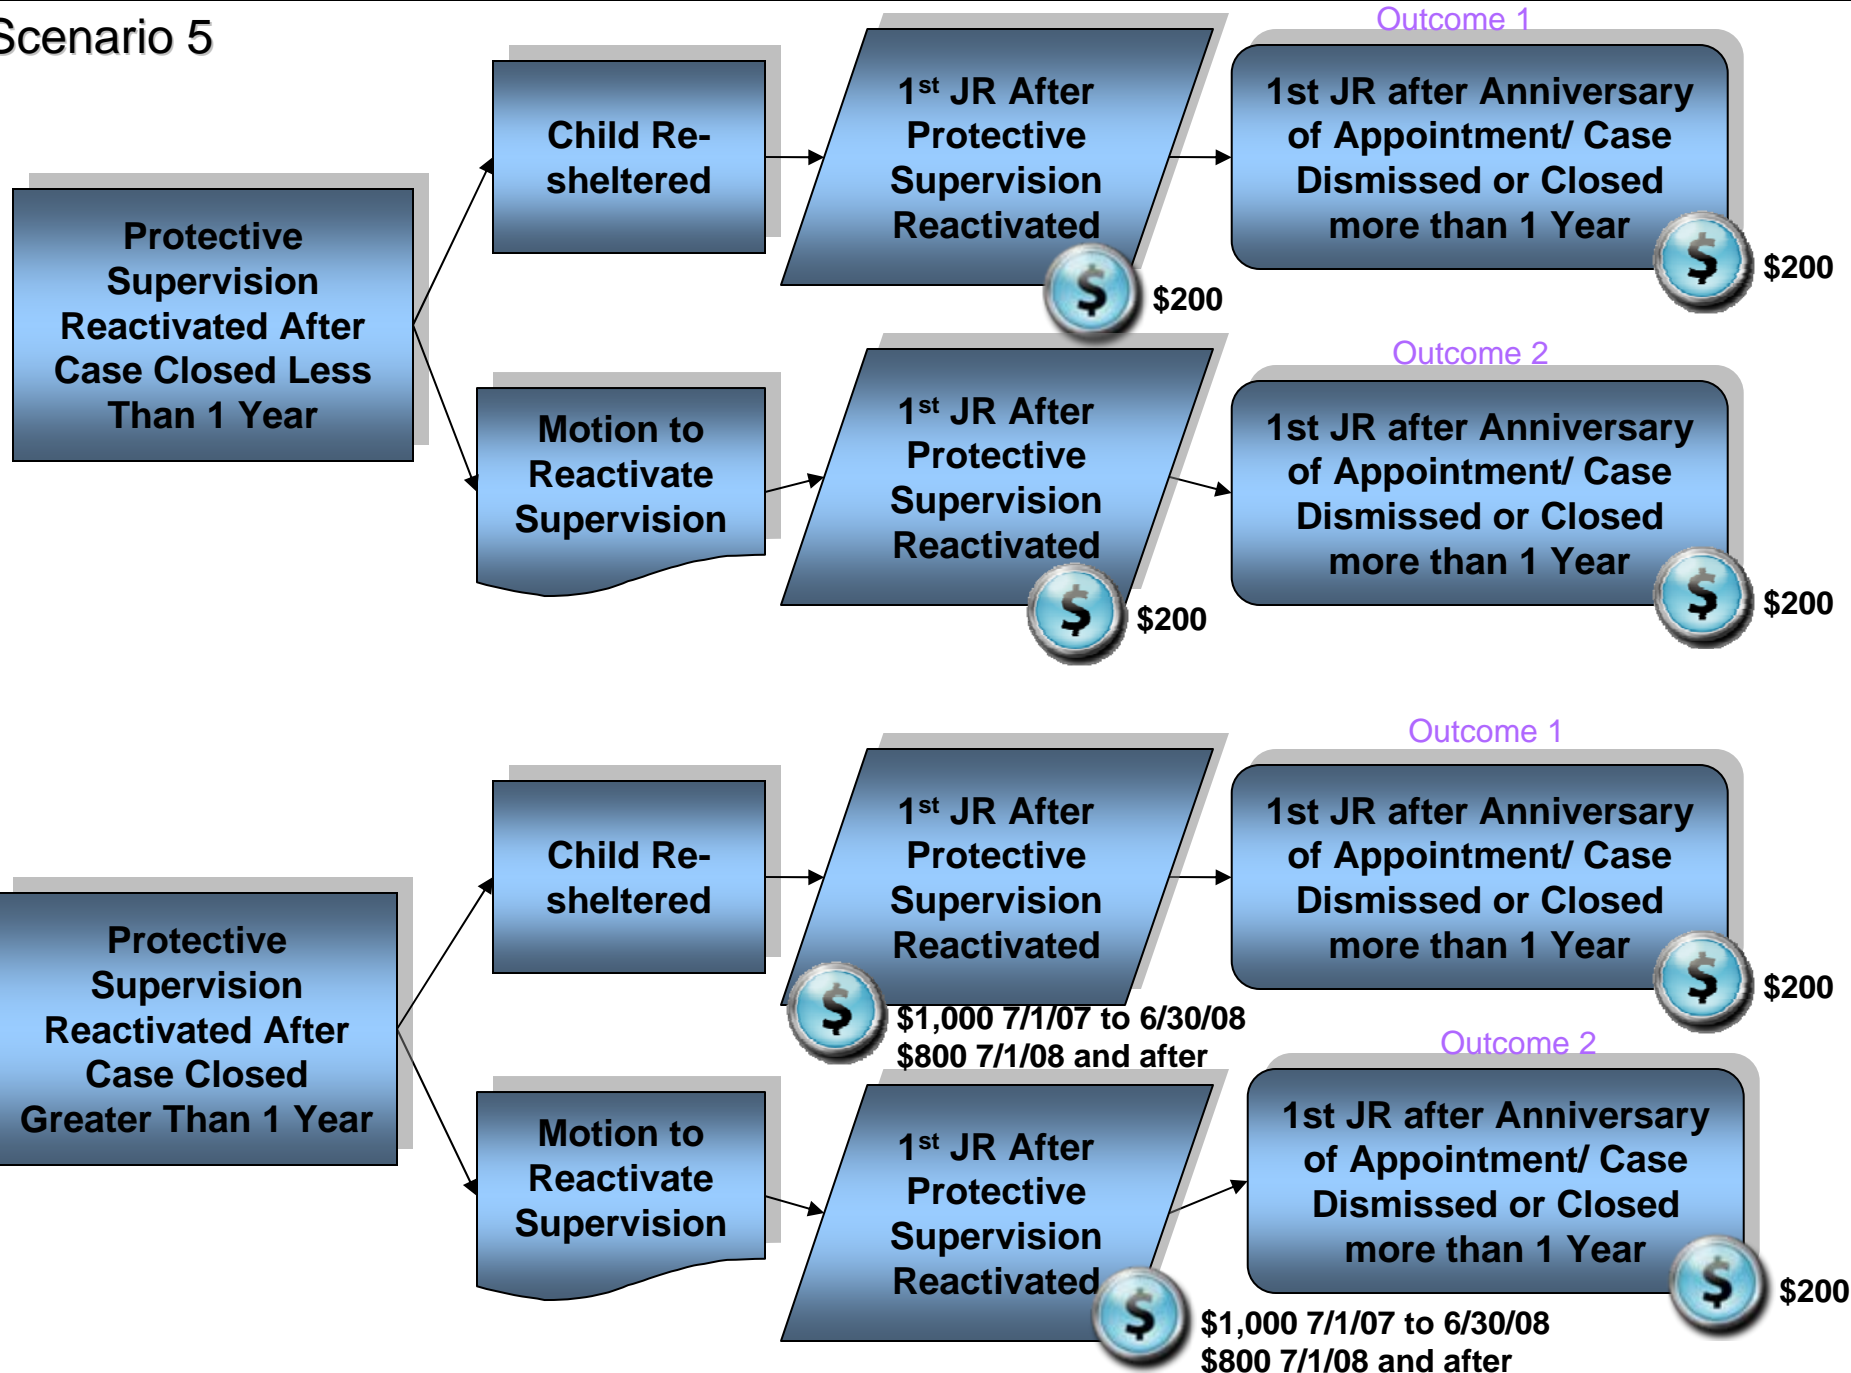 Scenario 5
Outcome 1
Protective
Supervision
Reactivated After
Case Closed Less
Than 1 Year
Child Re-
sheltered
1st JR After
Protective
Supervision
Reactivated
$200
1st JR after Anniversary
of Appointment/ Case
Dismissed or Closed
more than 1 Year
$200
Outcome 2
Motion to
Reactivate
Supervision
1st JR After
Protective
Supervision
Reactivated
$200
1st JR after Anniversary
of Appointment/ Case
Dismissed or Closed
more than 1 Year
$200
Outcome 1
Protective
Supervision
Reactivated After
Case Closed
Greater Than 1 Year
Child Re-
sheltered
1st JR After
Protective
Supervision
Reactivated
$1,000 7/1/07 to 6/30/08
$800 7/1/08 and after
1st JR after Anniversary
of Appointment/ Case
Dismissed or Closed
more than 1 Year
$200
Outcome 2
Motion to
Reactivate
Supervision
1st JR After
Protective
Supervision
Reactivated
$1,000 7/1/07 to 6/30/08
$800 7/1/08 and after
1st JR after Anniversary
of Appointment/ Case
Dismissed or Closed
more than 1 Year
$200